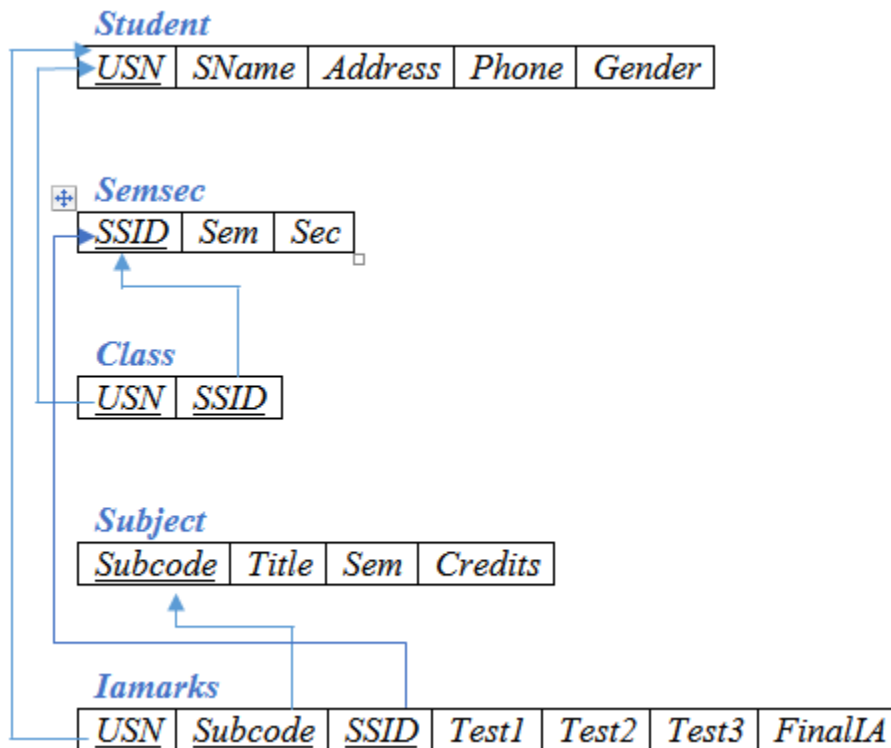 Student
USN SName Address Phone Gender
Semsec
SSID Sem Sec
Class
USN SSID
Subject
Subcode Title Sem Credits
Iamarks
USN Subcode SSID Test1 Test2 Test3 FinalIA